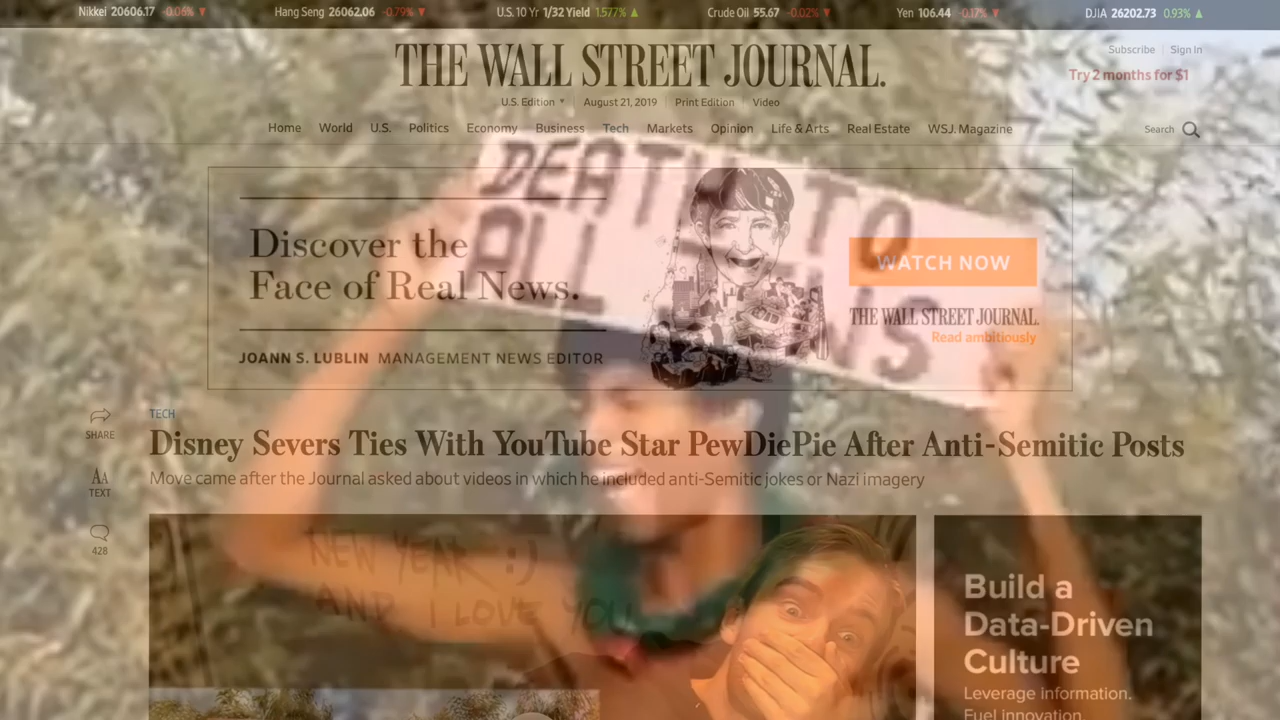 Nikkei 20606.17 -0.06% ▼ Hang Seng 26062.06 -0.79% ▼ U.S. 10 Yr 1/32 Yield 1.577% ▲ Crude Oil 55.67 -0.02% ▼ Yen 106.44 -0.17% ▼ DJIA 26202.73 0.93% ▲
THE WALL STREET JOURNAL.
Subscribe | Sign In
Try 2 months for $1
U.S. Edition ▼ | August 21, 2019 | Print Edition | Video
Home World U.S. Politics Economy Business Tech Markets Opinion Life & Arts Real Estate WSJ. Magazine
Search
DEATH TO
ALL
Discover the
Face of Real News.
WATCH NOW
THE WALL STREET JOURNAL.
Read ambitiously
JOANN S. LUBLIN MANAGEMENT NEWS EDITOR
SHARE
AA
TEXT
428
TECH
Disney Severs Ties With YouTube Star PewDiePie After Anti-Semitic Posts
Move came after the Journal asked about videos in which he included anti-Semitic jokes or Nazi imagery
NEW YEAR :)
AND I LOVE YOU
Build a
Data-Driven
Culture
Leverage information.
Fuel innovation.